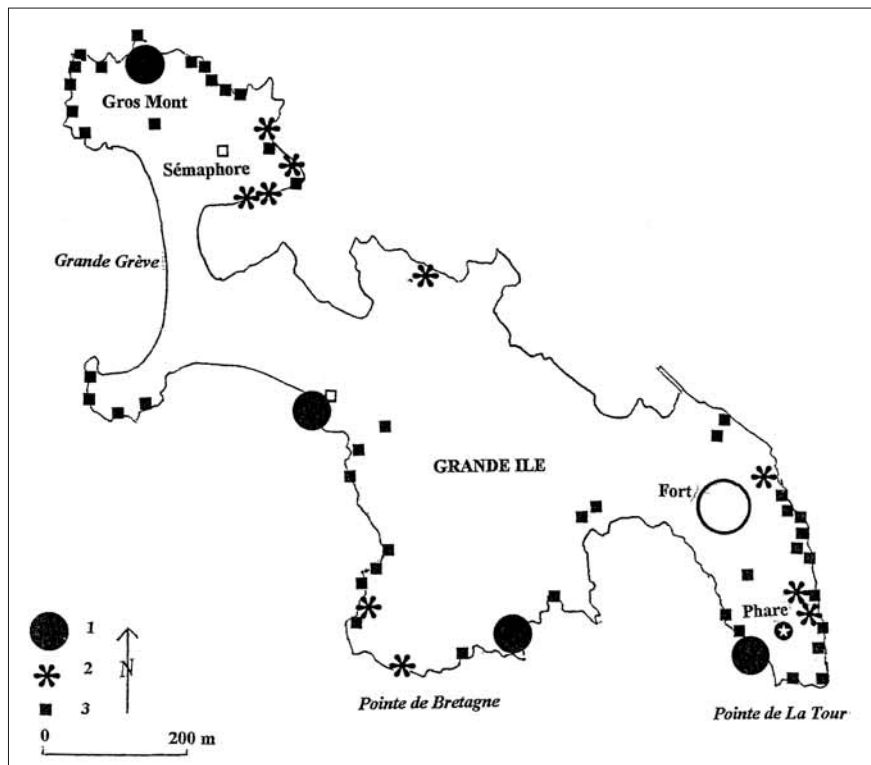 Gros Mont
Sémaphore
Grande Grève
GRANDE ILE
Fort
Phare
1
2
N
3
Pointe de Bretagne
Pointe de La Tour
0 200 m